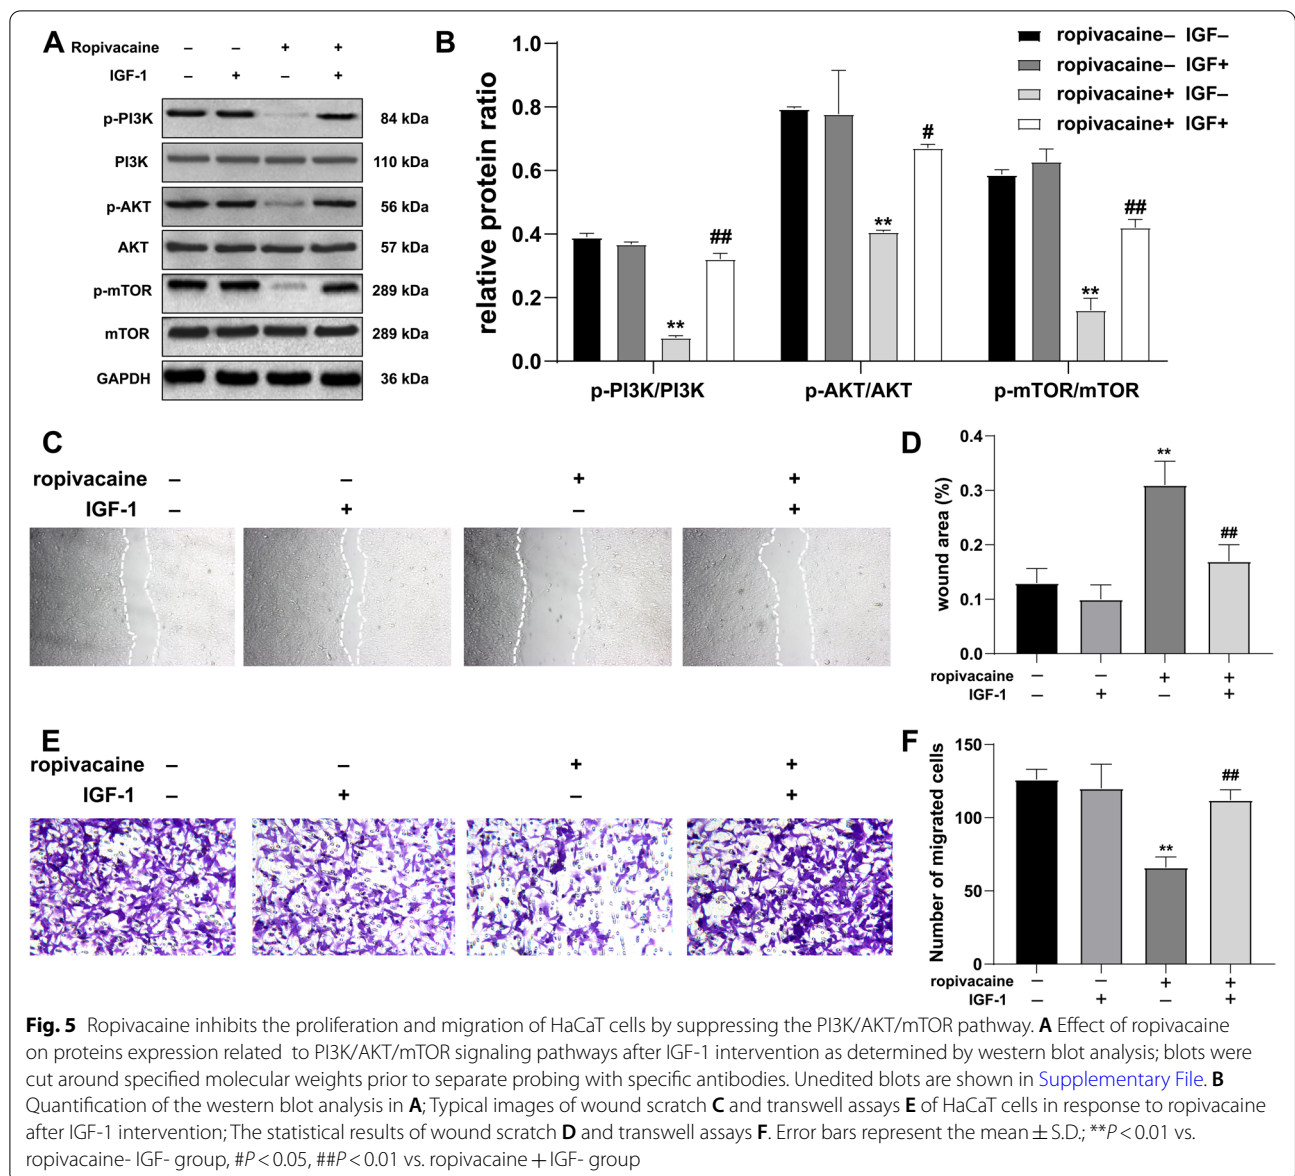 A
Ropivacaine – – + +
IGF-1 – + – +
p-PI3K 84 kDa
PI3K 110 kDa
p-AKT 56 kDa
AKT 57 kDa
p-mTOR 289 kDa
mTOR 289 kDa
GAPDH 36 kDa
B
relative protein ratio
1.0
0.8
0.6
0.4
0.2
0.0
ropivacaine– IGF–
ropivacaine– IGF+
ropivacaine+ IGF–
ropivacaine+ IGF+
** ## ** # ** ##
p-PI3K/PI3K p-AKT/AKT p-mTOR/mTOR
C
ropivacaine – – + +
IGF-1 – + – +
D
wound area (%)
0.4
0.3
0.2
0.1
0.0
** ##
ropivacaine – – + +
IGF-1 – + – +
E
ropivacaine – – + +
IGF-1 – + – +
F
Number of migrated cells
150
100
50
0
** ##
ropivacaine – – + +
IGF-1 – + – +
Fig. 5 Ropivacaine inhibits the proliferation and migration of HaCaT cells by suppressing the PI3K/AKT/mTOR pathway. A Effect of ropivacaine
on proteins expression related to PI3K/AKT/mTOR signaling pathways after IGF-1 intervention as determined by western blot analysis; blots were
cut around specified molecular weights prior to separate probing with specific antibodies. Unedited blots are shown in Supplementary File. B
Quantification of the western blot analysis in A; Typical images of wound scratch C and transwell assays E of HaCaT cells in response to ropivacaine
after IGF-1 intervention; The statistical results of wound scratch D and transwell assays F. Error bars represent the mean ± S.D.; **P < 0.01 vs.
ropivacaine- IGF- group, #P < 0.05, ##P < 0.01 vs. ropivacaine + IGF- group